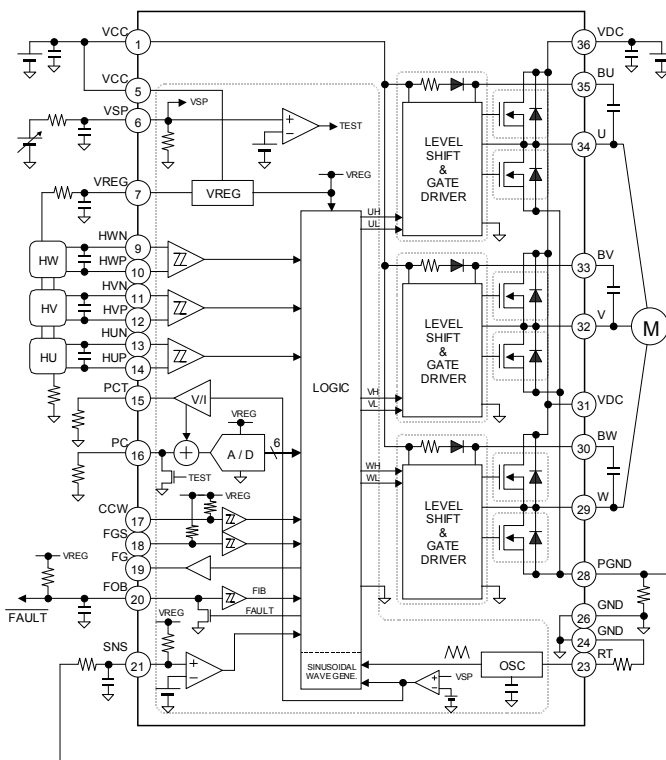 VCC
1
VCC
5
VSP
6
VSP
TEST
VREG
7
VREG
VREG
HWN
9
HW
HWP
10
HVN
11
HV
HVP
12
HUN
13
HU
HUP
14
PCT
15
V/I
PC
16
VREG
A / D
6
TEST
CCW
17
VREG
FGS
18
FG
19
VREG
FOB
20
FIB
FAULT
FAULT
VREG
SNS
21
LOGIC
SINUSOIDAL
WAVE GENE.
OSC
VSP
UH
UL
LEVEL
SHIFT
&
GATE
DRIVER
VH
VL
LEVEL
SHIFT
&
GATE
DRIVER
WH
WL
LEVEL
SHIFT
&
GATE
DRIVER
36
VDC
BU
35
U
34
BV
33
V
32
M
VDC
31
BW
30
W
29
PGND
28
GND
26
GND
24
RT
23